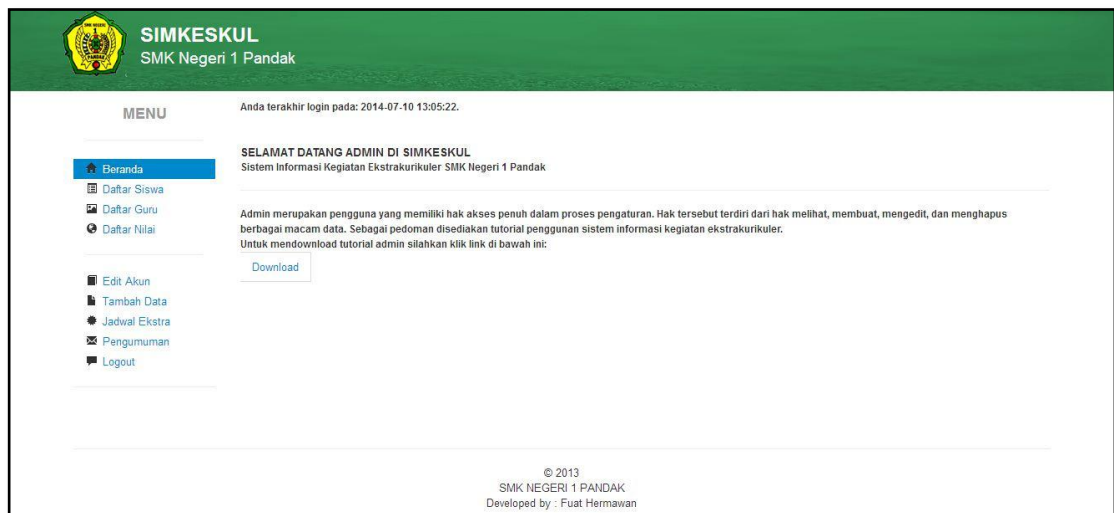 SIMKESKUL
SMK Negeri 1 Pandak
MENU
Beranda
Daftar Siswa
Daftar Guru
Daftar Nilai
Edit Akun
Tambah Data
Jadwal Ekstra
Pengumuman
Logout
Anda terakhir login pada: 2014-07-10 13:05:22.
SELAMAT DATANG ADMIN DI SIMKESKUL
Sistem Informasi Kegiatan Ekstrakurikuler SMK Negeri 1 Pandak
Admin merupakan pengguna yang memiliki hak akses penuh dalam proses pengaturan. Hak tersebut terdiri dari hak melihat, membuat, mengedit, dan menghapus
berbagai macam data. Sebagai pedoman disediakan tutorial penggunan sistem informasi kegiatan ekstrakurikuler.
Untuk mendownload tutorial admin silahkan klik link di bawah ini:
Download
© 2013
SMK NEGERI 1 PANDAK
Developed by : Fuat Hermawan